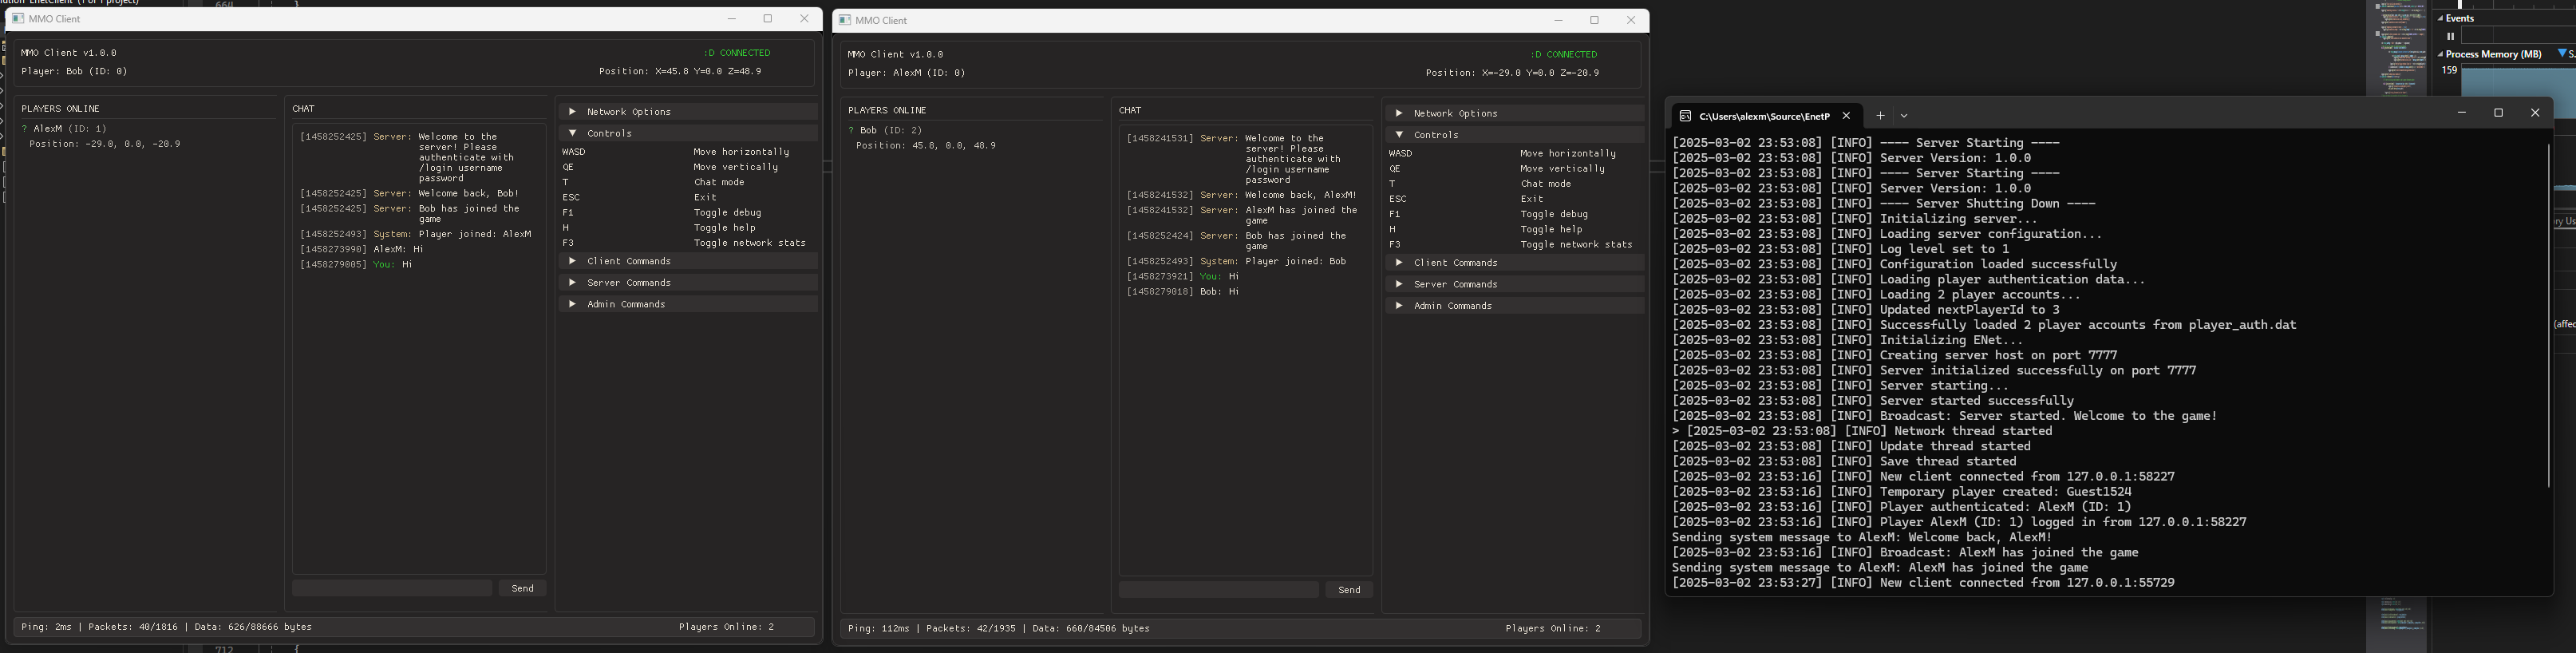 ution 'EnetClient' (1 of 1 project)
664
MMO Client
MMO Client v1.0.0
:D CONNECTED
Player: Bob (ID: 0)
Position: X=45.8 Y=0.0 Z=48.9
PLAYERS ONLINE
? AlexM (ID: 1)
Position: -29.0, 0.0, -20.9
CHAT
[1458252425] Server: Welcome to the
server! Please
authenticate with
/login username
password
[1458252425] Server: Welcome back, Bob!
[1458252425] Server: Bob has joined the
game
[1458252493] System: Player joined: AlexM
[1458273990] AlexM: Hi
[1458279005] You: Hi
Send
Network Options
Controls
WASD Move horizontally
QE Move vertically
T Chat mode
ESC Exit
F1 Toggle debug
H Toggle help
F3 Toggle network stats
Client Commands
Server Commands
Admin Commands
Ping: 2ms | Packets: 40/1816 | Data: 626/88666 bytes
Players Online: 2
712
MMO Client
MMO Client v1.0.0
:D CONNECTED
Player: AlexM (ID: 0)
Position: X=-29.0 Y=0.0 Z=-20.9
PLAYERS ONLINE
? Bob (ID: 2)
Position: 45.8, 0.0, 48.9
CHAT
[1458241531] Server: Welcome to the
server! Please
authenticate with
/login username
password
[1458241532] Server: Welcome back, AlexM!
[1458241532] Server: AlexM has joined the
game
[1458252424] Server: Bob has joined the
game
[1458252493] System: Player joined: Bob
[1458273921] You: Hi
[1458279018] Bob: Hi
Send
Network Options
Controls
WASD Move horizontally
QE Move vertically
T Chat mode
ESC Exit
F1 Toggle debug
H Toggle help
F3 Toggle network stats
Client Commands
Server Commands
Admin Commands
Ping: 112ms | Packets: 42/1935 | Data: 660/84506 bytes
Players Online: 2
Events
Process Memory (MB)
S.
159
C:\Users\alexm\Source\EnetP
[2025-03-02 23:53:08] [INFO] ---- Server Starting ----
[2025-03-02 23:53:08] [INFO] Server Version: 1.0.0
[2025-03-02 23:53:08] [INFO] ---- Server Starting ----
[2025-03-02 23:53:08] [INFO] Server Version: 1.0.0
[2025-03-02 23:53:08] [INFO] ---- Server Shutting Down ----
[2025-03-02 23:53:08] [INFO] Initializing server...
[2025-03-02 23:53:08] [INFO] Loading server configuration...
[2025-03-02 23:53:08] [INFO] Log level set to 1
[2025-03-02 23:53:08] [INFO] Configuration loaded successfully
[2025-03-02 23:53:08] [INFO] Loading player authentication data...
[2025-03-02 23:53:08] [INFO] Loading 2 player accounts...
[2025-03-02 23:53:08] [INFO] Updated nextPlayerId to 3
[2025-03-02 23:53:08] [INFO] Successfully loaded 2 player accounts from player_auth.dat
[2025-03-02 23:53:08] [INFO] Initializing ENet...
[2025-03-02 23:53:08] [INFO] Creating server host on port 7777
[2025-03-02 23:53:08] [INFO] Server initialized successfully on port 7777
[2025-03-02 23:53:08] [INFO] Server starting...
[2025-03-02 23:53:08] [INFO] Server started successfully
[2025-03-02 23:53:08] [INFO] Broadcast: Server started. Welcome to the game!
> [2025-03-02 23:53:08] [INFO] Network thread started
[2025-03-02 23:53:08] [INFO] Update thread started
[2025-03-02 23:53:08] [INFO] Save thread started
[2025-03-02 23:53:16] [INFO] New client connected from 127.0.0.1:58227
[2025-03-02 23:53:16] [INFO] Temporary player created: Guest1524
[2025-03-02 23:53:16] [INFO] Player authenticated: AlexM (ID: 1)
[2025-03-02 23:53:16] [INFO] Player AlexM (ID: 1) logged in from 127.0.0.1:58227
Sending system message to AlexM: Welcome back, AlexM!
[2025-03-02 23:53:16] [INFO] Broadcast: AlexM has joined the game
Sending system message to AlexM: AlexM has joined the game
[2025-03-02 23:53:27] [INFO] New client connected from 127.0.0.1:55729
ry Us
(affec